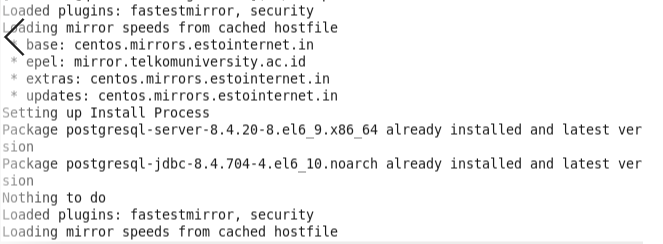 Loaded plugins: fastestmirror, security
Loading mirror speeds from cached hostfile
* base: centos.mirrors.estointernet.in
* epel: mirror.telkomuniversity.ac.id
* extras: centos.mirrors.estointernet.in
* updates: centos.mirrors.estointernet.in
Setting up Install Process
Package postgresql-server-8.4.20-8.el6_9.x86_64 already installed and latest ver
sion
Package postgresql-jdbc-8.4.704-4.el6_10.noarch already installed and latest ver
sion
Nothing to do
Loaded plugins: fastestmirror, security
Loading mirror speeds from cached hostfile